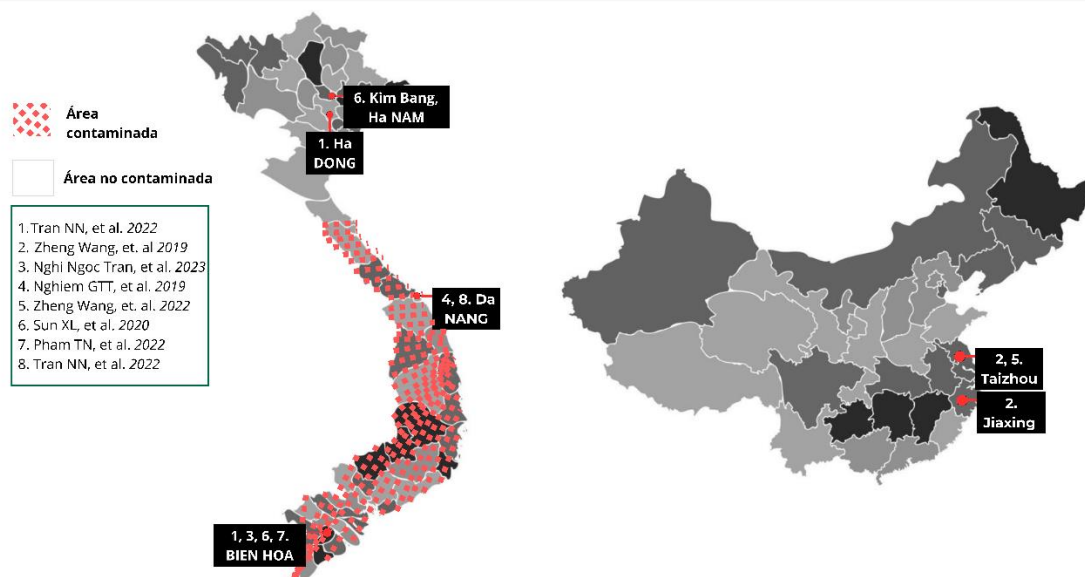 Área
contaminada
Área no contaminada
1. Tran NN, et al. 2022
2. Zheng Wang, et. al 2019
3. Nghi Ngoc Tran, et al. 2023
4. Nghiem GTT, et al. 2019
5. Zheng Wang, et. al. 2022
6. Sun XL, et al. 2020
7. Pham TN, et al. 2022
8. Tran NN, et al. 2022
6. Kim Bang,
Ha NAM
1. Ha
DONG
4, 8. Da
NANG
1, 3, 6, 7.
BIEN HOA
2, 5.
Taizhou
2.
Jiaxing